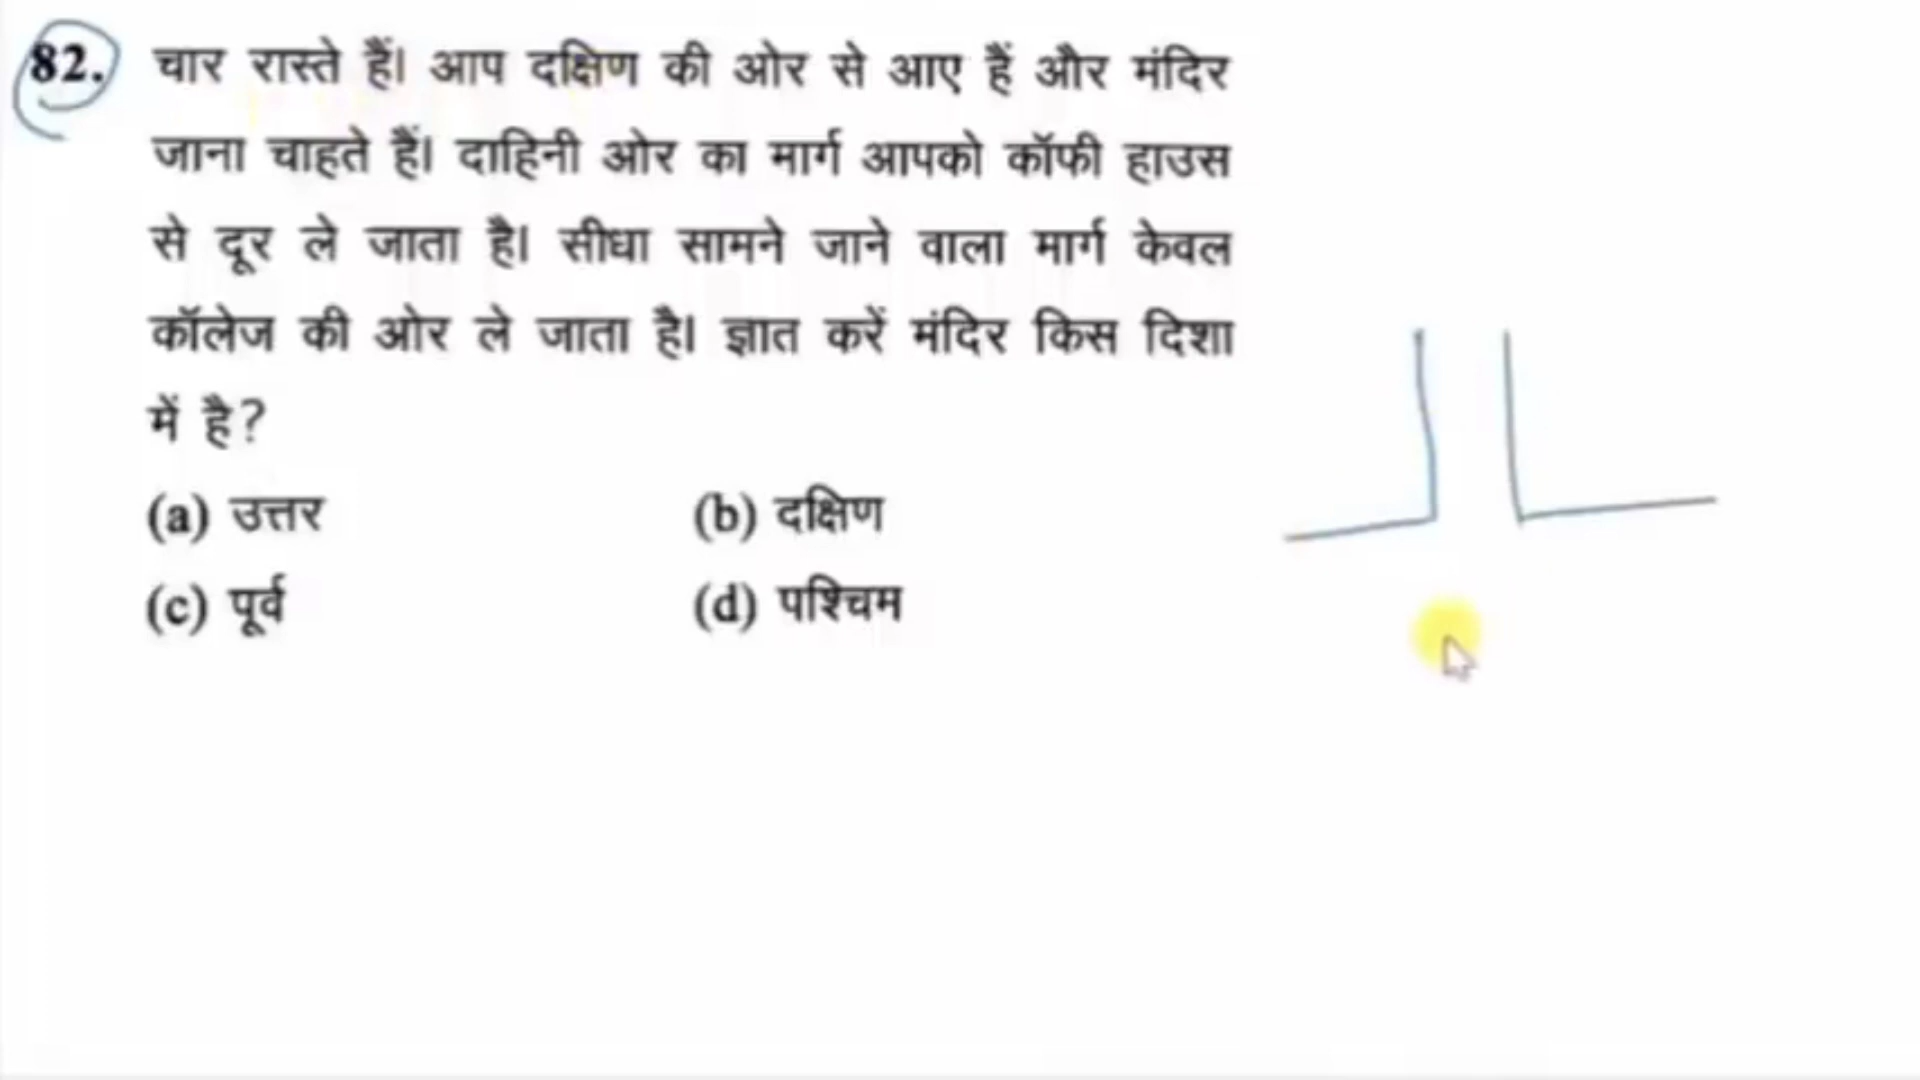 82. चार रास्ते हैं। आप दक्षिण की ओर से आए हैं और मंदिर
जाना चाहते हैं। दाहिनी ओर का मार्ग आपको कॉफी हाउस
से दूर ले जाता है। सीधा सामने जाने वाला मार्ग केवल
कॉलेज की ओर ले जाता है। ज्ञात करें मंदिर किस दिशा
में है?
(a) उत्तर (b) दक्षिण
(c) पूर्व (d) पश्चिम